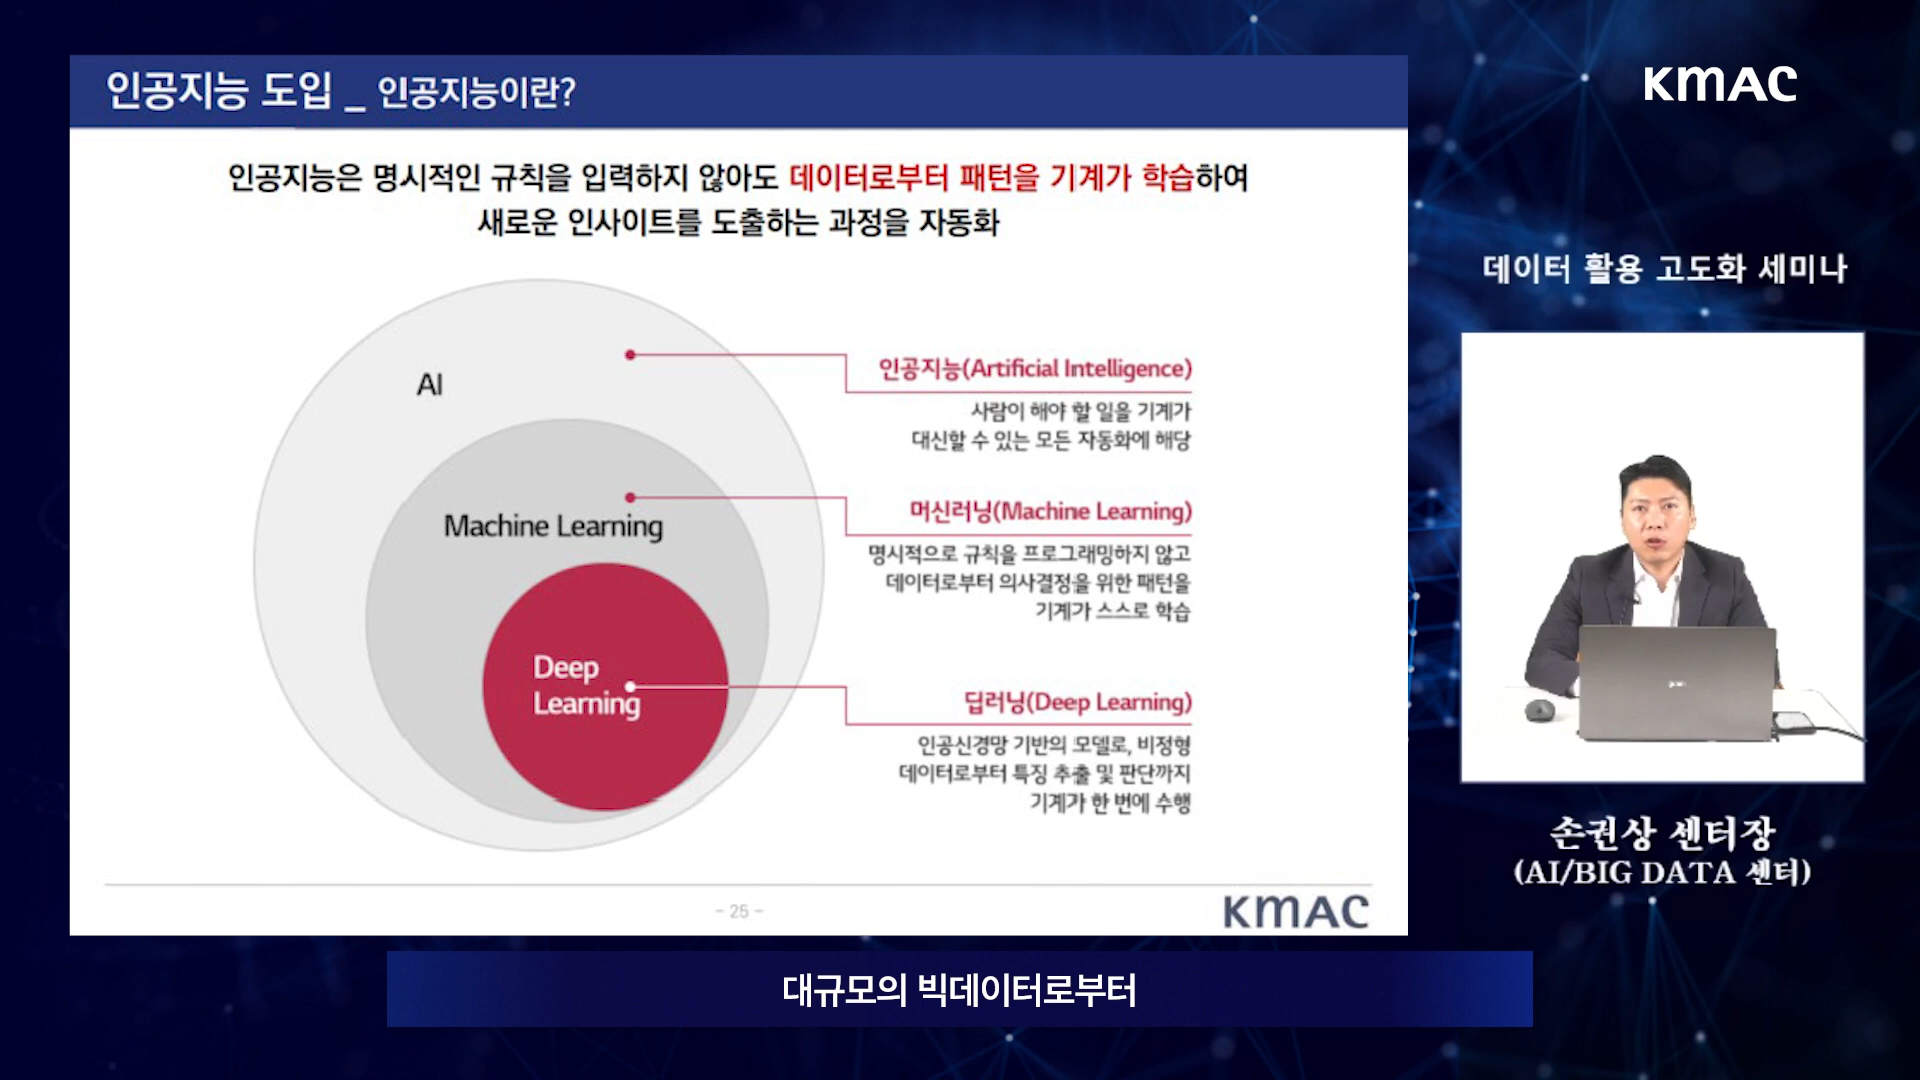 인공지능 도입 _ 인공지능이란?
KMAC
인공지능은 명시적인 규칙을 입력하지 않아도 데이터로부터 패턴을 기계가 학습하여
새로운 인사이트를 도출하는 과정을 자동화
AI
Machine Learning
Deep
Learning
인공지능(Artificial Intelligence)
사람이 해야 할 일을 기계가
대신할 수 있는 모든 자동화에 해당
머신러닝(Machine Learning)
명시적으로 규칙을 프로그래밍하지 않고
데이터로부터 의사결정을 위한 패턴을
기계가 스스로 학습
딥러닝(Deep Learning)
인공신경망 기반의 모델로, 비정형
데이터로부터 특징 추출 및 판단까지
기계가 한 번에 수행
- 25 -
KMAC
데이터 활용 고도화 세미나
손권상 센터장
(AI/BIG DATA 센터)
대규모의 빅데이터로부터